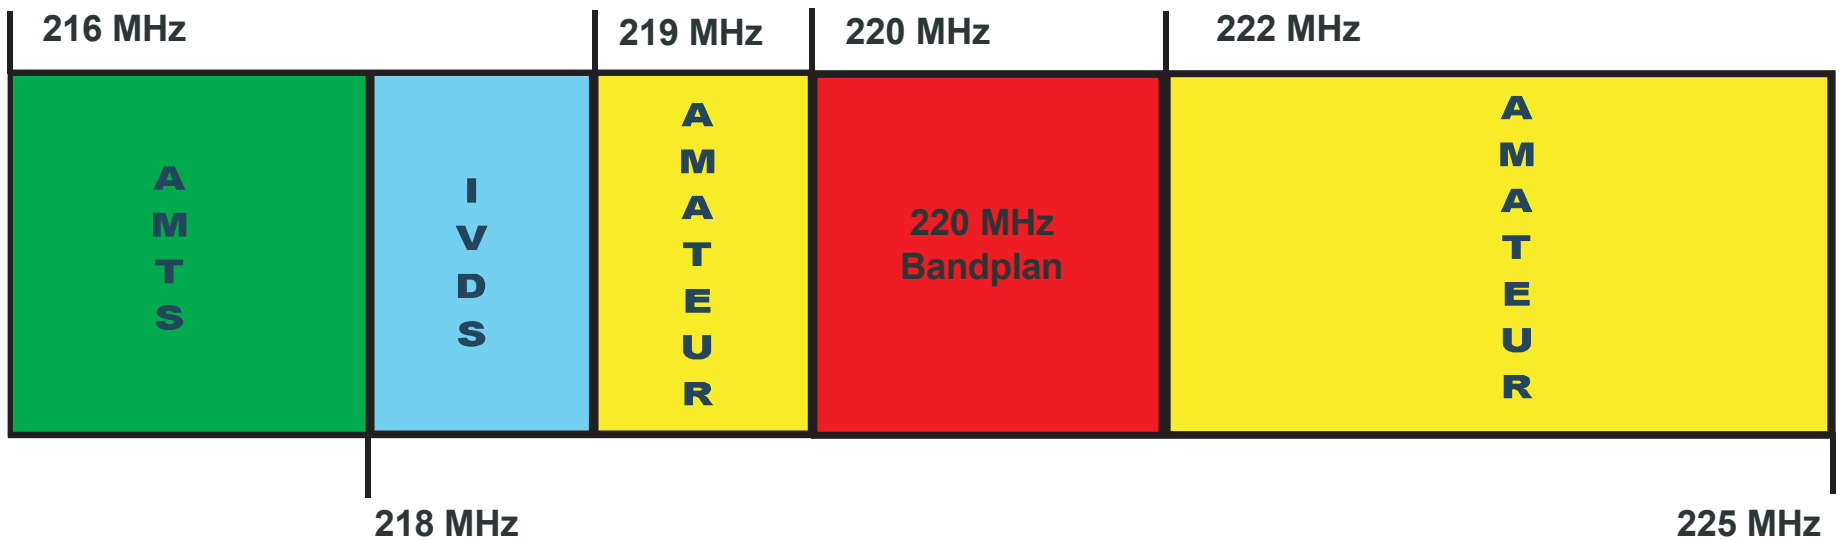 216 MHz
219 MHz
220 MHz
222 MHz
AMTS
IVDS
AMATEUR
220 MHz
Bandplan
AMATEUR
218 MHz
225 MHz